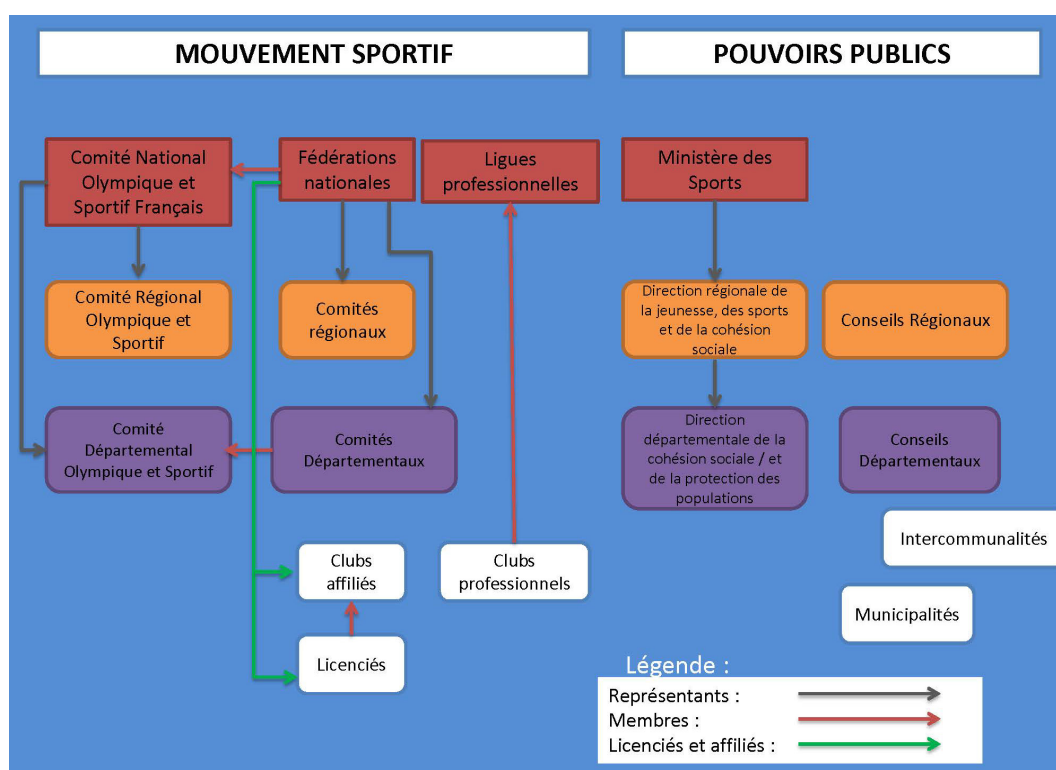 MOUVEMENT SPORTIF
POUVOIRS PUBLICS
Comité National
Olympique et
Sportif Français
Fédérations
nationales
Ligues
professionnelles
Ministère des
Sports
Comité Régional
Olympique et
Sportif
Comités
régionaux
Direction régionale de
la jeunesse, des sports
et de la cohésion
sociale
Conseils Régionaux
Comité
Départemental
Olympique et Sportif
Comités
Départementaux
Direction
départementale de la
cohésion sociale / et
de la protection des
populations
Conseils
Départementaux
Intercommunalités
Clubs
affiliés
Clubs
professionnels
Municipalités
Licenciés
Légende :
Représentants :
Membres :
Licenciés et affiliés :